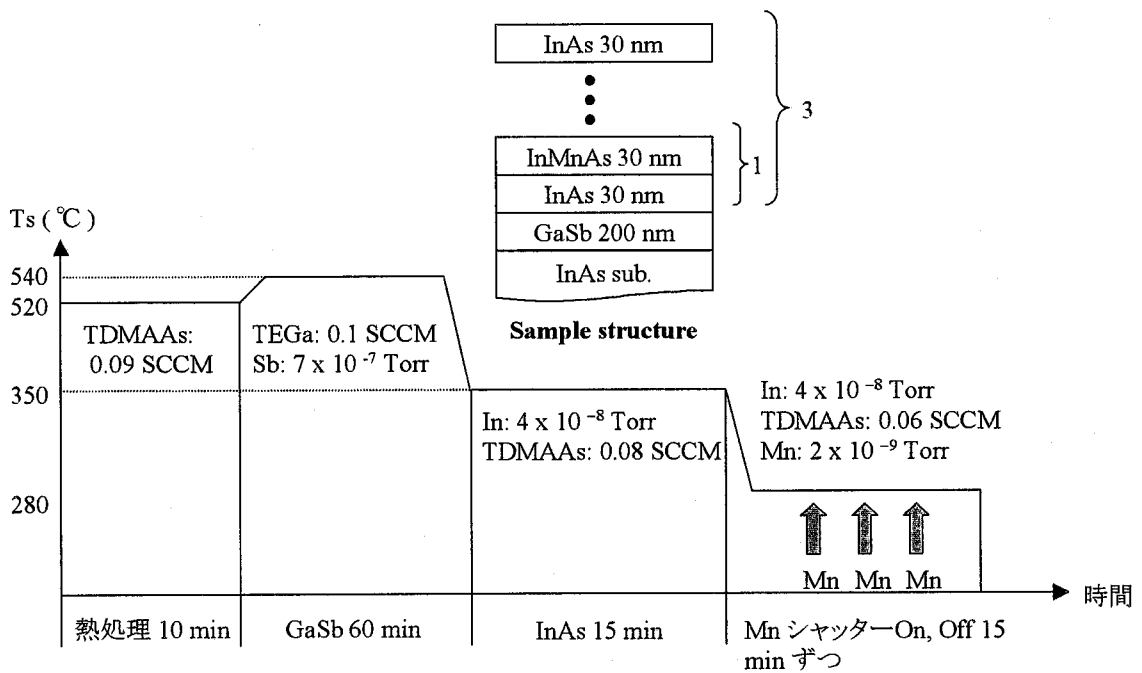 InAs 30 nm
3
InMnAs 30 nm
1
InAs 30 nm
GaSb 200 nm
InAs sub.
Sample structure
Ts (℃)
540
520
350
280
TDMAAs:
0.09 SCCM
TEGa: 0.1 SCCM
Sb: 7 x 10⁻⁷ Torr
In: 4 x 10⁻⁸ Torr
TDMAAs: 0.08 SCCM
In: 4 x 10⁻⁸ Torr
TDMAAs: 0.06 SCCM
Mn: 2 x 10⁻⁹ Torr
Mn Mn Mn
時間
熱処理 10 min
GaSb 60 min
InAs 15 min
Mn シャッターOn, Off 15
min ずつ